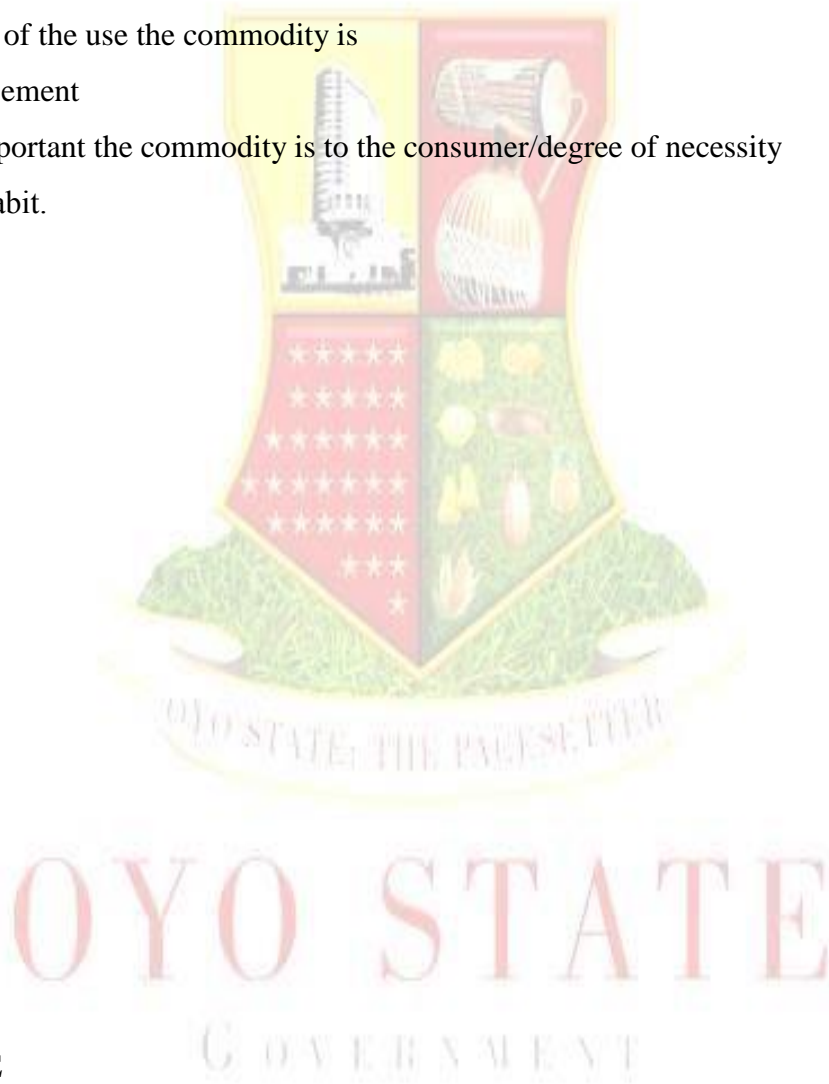 of the use the commodity is
ement
portant the commodity is to the consumer/degree of necessity
abit.
OYO STATE, THE PACESETTER
OYO STATE
GOVERNMENT